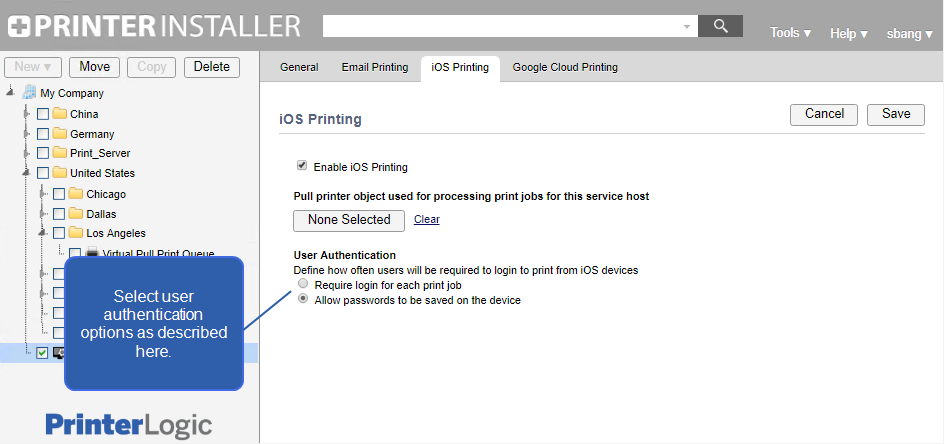 PRINTER INSTALLER
Tools ▾ Help ▾ sbang ▾
New ▾ Move Copy Delete
General Email Printing iOS Printing Google Cloud Printing
My Company
China
Germany
Print_Server
United States
Chicago
Dallas
Los Angeles
Virtual Pull Print Queue
iOS Printing
Cancel Save
Enable iOS Printing
Pull printer object used for processing print jobs for this service host
None Selected Clear
User Authentication
Define how often users will be required to login to print from iOS devices
Require login for each print job
Allow passwords to be saved on the device
Select user
authentication
options as described
here.
PrinterLogic